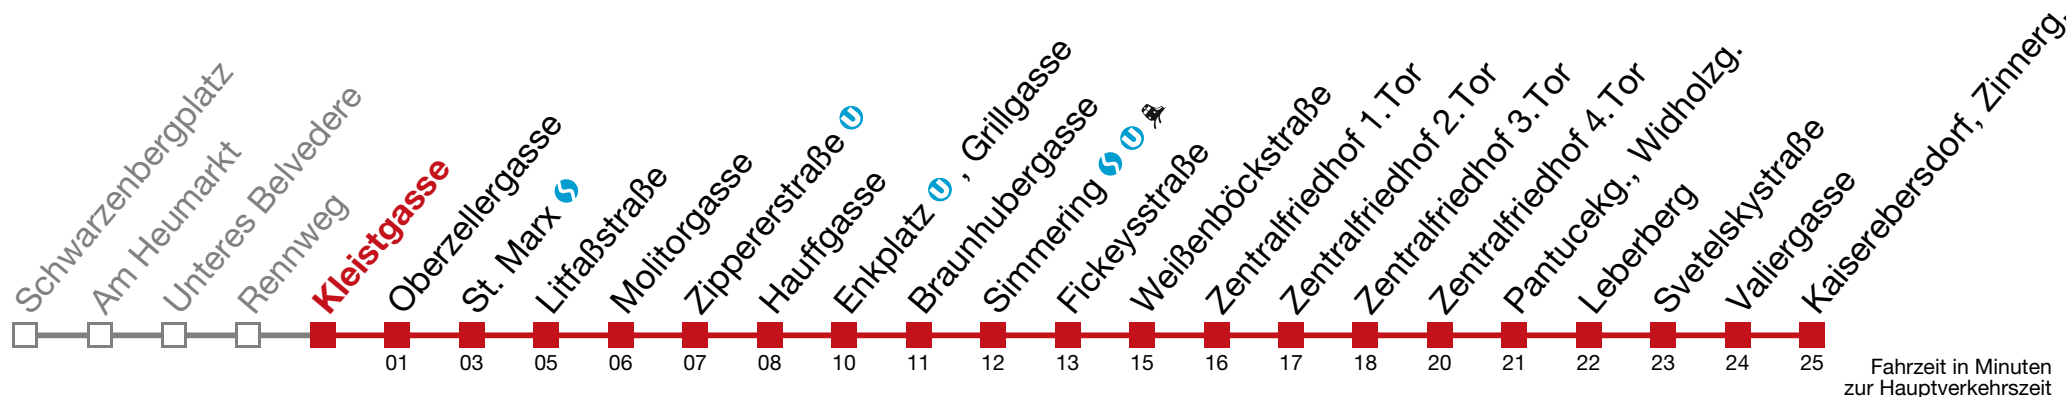 Schwarzenbergplatz
Am Heumarkt
Unteres Belvedere
Rennweg
Kleistgasse
Oberzellergasse
St. Marx S
Litfaßstraße
Molitorgasse
Zippererstraße U
Hauffgasse
Enkplatz U , Grillgasse
Braunhubergasse
Simmering S U
Fickeysstraße
Weißenböckstraße
Zentralfriedhof 1. Tor
Zentralfriedhof 2. Tor
Zentralfriedhof 3. Tor
Zentralfriedhof 4. Tor
Pantucekg., Widholzg.
Leberberg
Svetelskystraße
Valiergasse
Kaiserebersdorf, Zinnerg.
01 03 05 06 07 08 10 11 12 13 15 16 17 18 20 21 22 23 24 25
Fahrzeit in Minuten
zur Hauptverkehrszeit